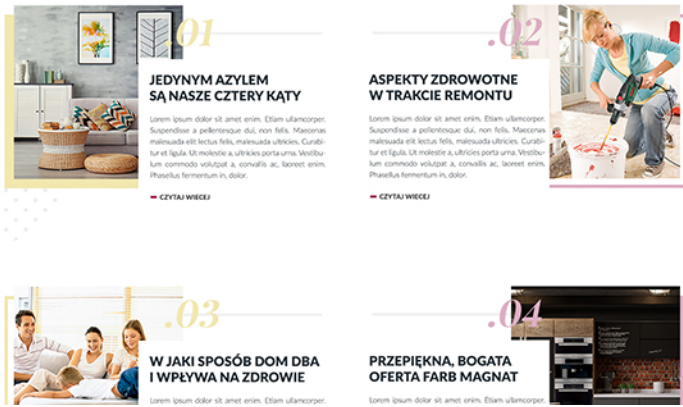 .01
JEDYNYM AZYLEM
SĄ NASZE CZTERY KĄTY
Lorem ipsum dolor sit amet enim. Etiam ullamcorper.
Suspendisse a pellentesque dui, non felis. Maecenas
malesuada elit lectus felis, malesuada ultricies. Curabi-
tur et ligula. Ut molestie a, ultricies porta urna. Vestibu-
lum commodo volutpat a, convallis ac, laoreet enim.
Phasellus fermentum in, dolor.
CZYTAJ WIĘCEJ
.02
ASPEKTY ZDROWOTNE
W TRAKCIE REMONTU
Lorem ipsum dolor sit amet enim. Etiam ullamcorper.
Suspendisse a pellentesque dui, non felis. Maecenas
malesuada elit lectus felis, malesuada ultricies. Curabi-
tur et ligula. Ut molestie a, ultricies porta urna. Vestibu-
lum commodo volutpat a, convallis ac, laoreet enim.
Phasellus fermentum in, dolor.
CZYTAJ WIĘCEJ
.03
W JAKI SPOSÓB DOM DBA
I WPŁYWA NA ZDROWIE
Lorem ipsum dolor sit amet enim. Etiam ullamcorper.
.04
PRZEPIĘKNA, BOGATA
OFERTA FARB MAGNAT
Lorem ipsum dolor sit amet enim. Etiam ullamcorper.